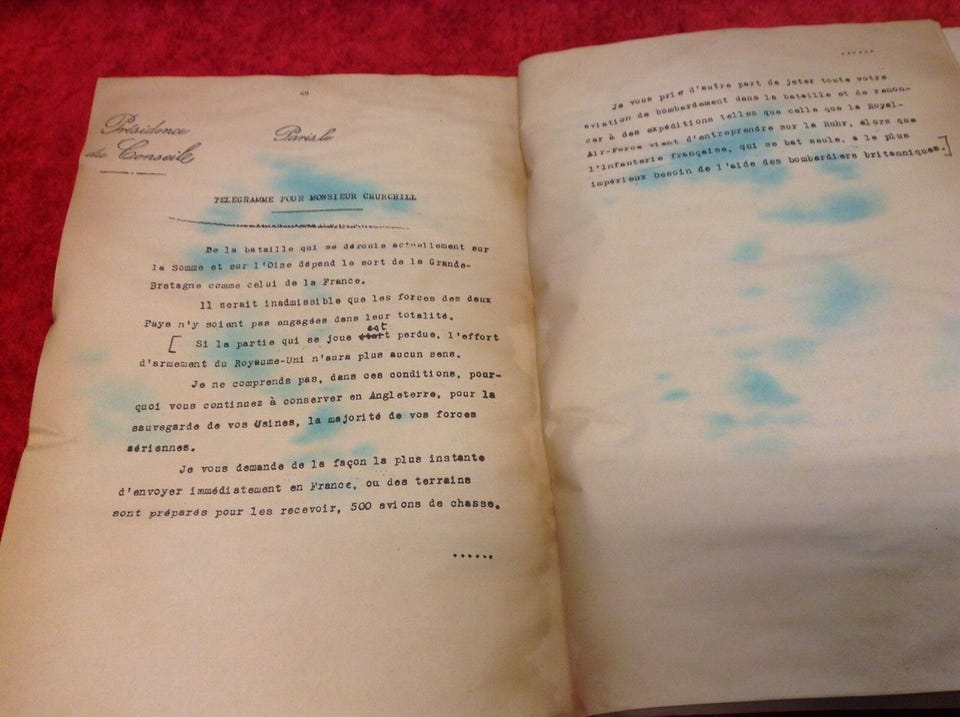 69
Présidence
du Conseil
Paris, le
TELEGRAMME POUR MONSIEUR CHURCHILL
De la bataille qui se déroule actuellement sur
la Somme et sur l'Oise dépend le sort de la Grande-
Bretagne comme celui de la France.
Il serait inadmissible que les forces des deux
Pays n'y soient pas engagées dans leur totalité.
est
[ Si la partie qui se joue était perdue, l'effort
d'armement du Royaume-Uni n'aura plus aucun sens.
Je ne comprends pas, dans ces conditions, pour-
quoi vous continuez à conserver en Angleterre, pour la
sauvegarde de vos Usines, la majorité de vos forces
aériennes.
Je vous demande de la façon la plus instante
d'envoyer immédiatement en France, ou des terrains
sont préparés pour les recevoir, 500 avions de chasse.
......
......
Je vous prie d'autre part de jeter toute votre
aviation de bombardement dans la bataille et de renon-
cer à des expéditions telles que celle que la Royal-
Air-Force vient d'entreprendre sur la Ruhr, alors que
l'Infanterie française, qui se bat seule, a le plus
impérieux besoin de l'aide des bombardiers britanniques.]